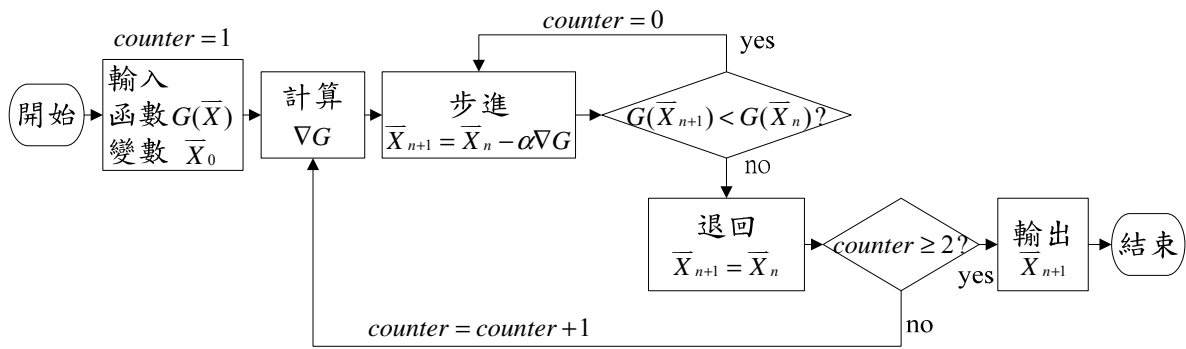 counter = 0
yes
counter = 1
開始
輸入
函數 G(X̅)
變數 X̅₀
計算
∇G
步進
X̅ₙ₊₁ = X̅ₙ − α∇G
G(X̅ₙ₊₁) < G(X̅ₙ)?
no
退回
X̅ₙ₊₁ = X̅ₙ
counter ≥ 2?
yes
輸出
X̅ₙ₊₁
結束
no
counter = counter + 1